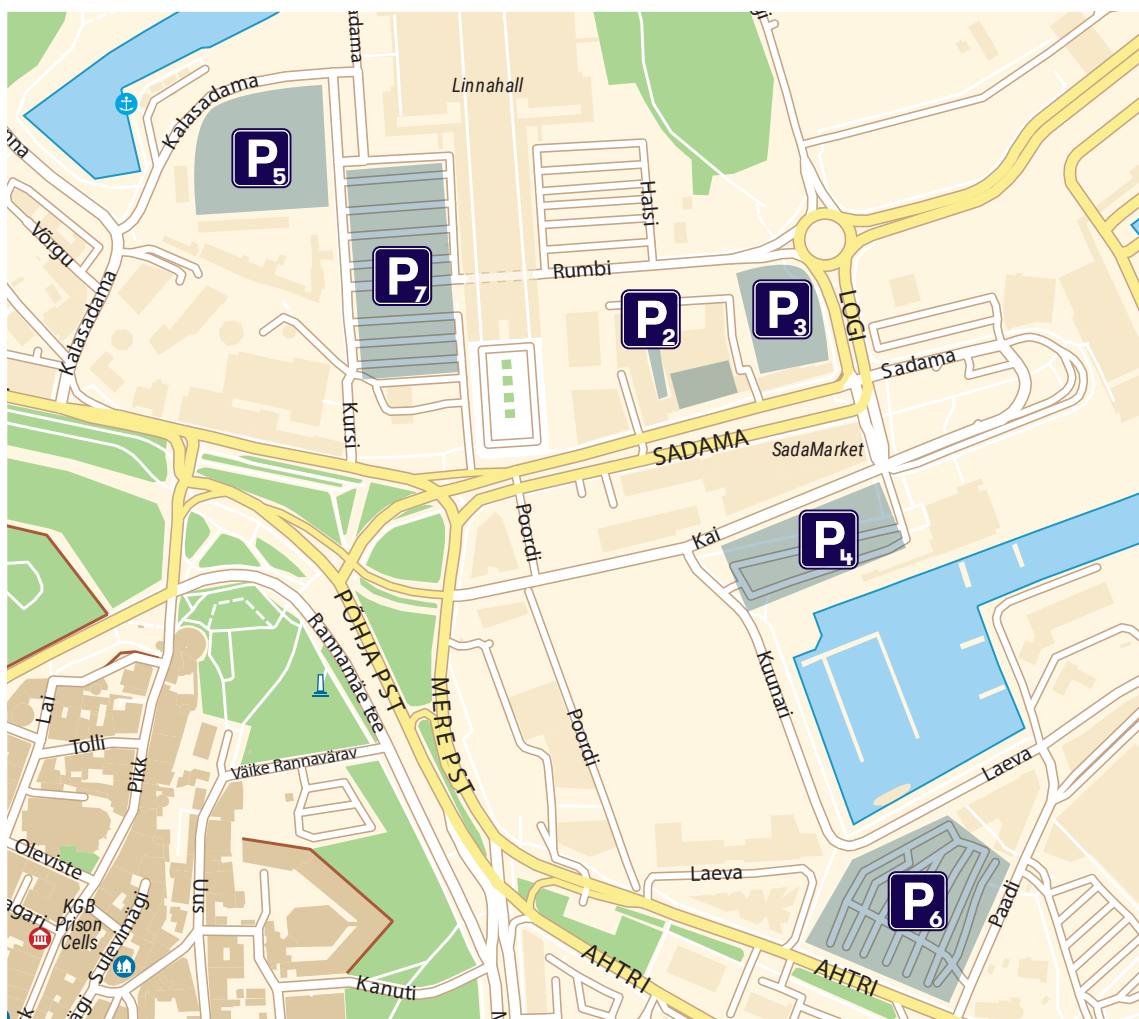 Linnahall
Kalasadama
P5
Halsi
Võrgu
P7
Rumbi
P2
P3
LOGI
Kalasadama
Sadama
Kursi
SADAMA
SadaMarket
Poordi
Kai
P4
PÕHJA PST
Rannamäe tee
MERE PST
Kuunari
Lai
Tolli
Pikk
Väike Rannavärav
Poordi
Laeva
Oleviste
Uus
Laeva
KGB
Prison
Cells
Sulevimägi
P6
Paadi
AHTRI
AHTRI
Kanuti